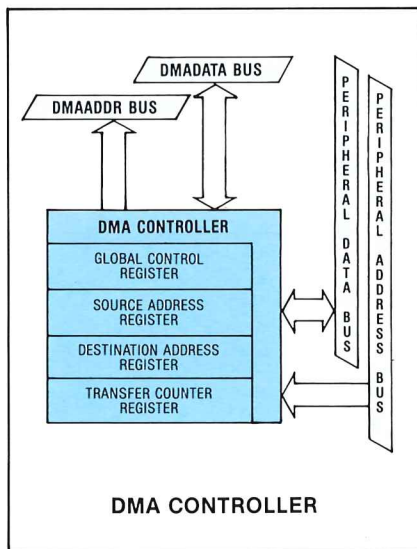 DMADATA BUS
DMAADDR BUS
PERIPHERAL DATA BUS
PERIPHERAL ADDRESS BUS
DMA CONTROLLER
GLOBAL CONTROL
REGISTER
SOURCE ADDRESS
REGISTER
DESTINATION ADDRESS
REGISTER
TRANSFER COUNTER
REGISTER
DMA CONTROLLER